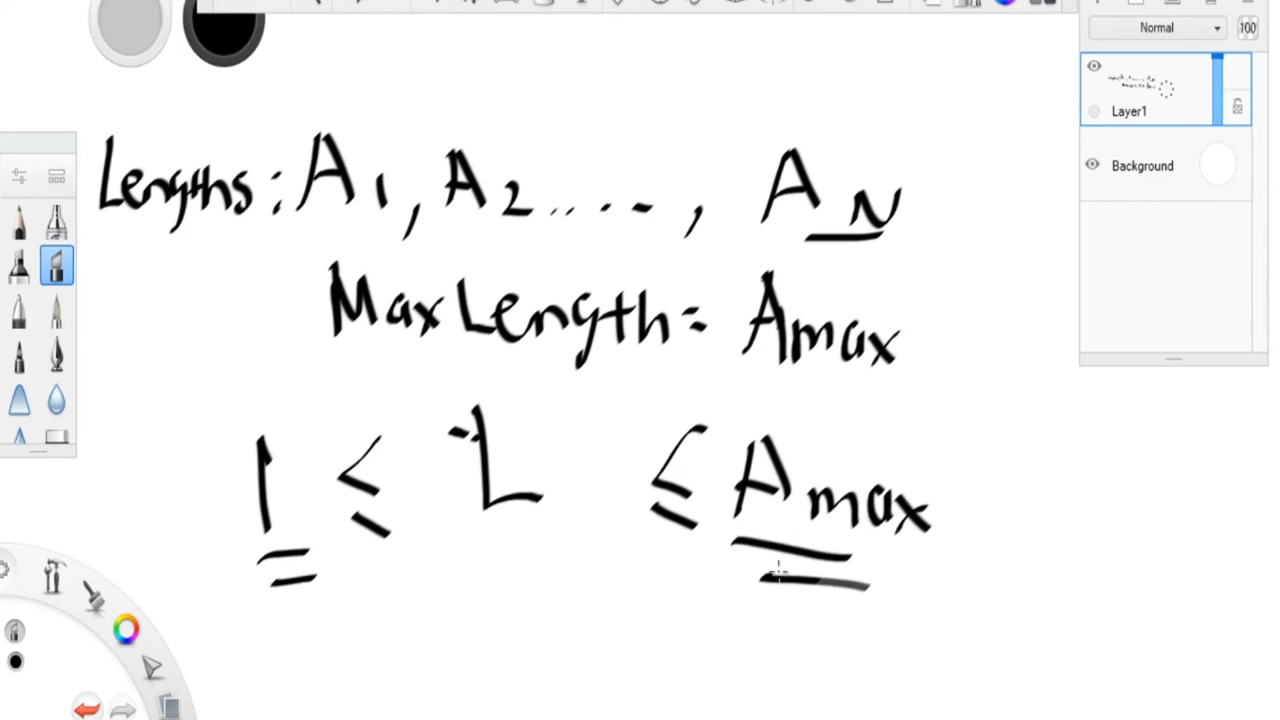 Normal 100
Layer1
Background
Lengths: A1, A2 ....., AN
Max Length = Amax
1 ≤ L ≤ Amax